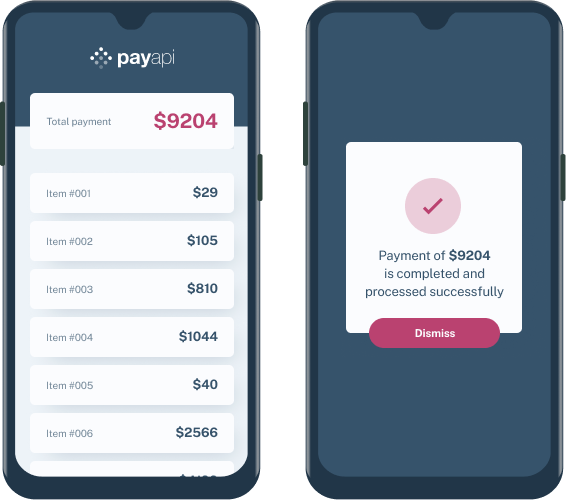 payapi
Total payment $9204
Item #001 $29
Item #002 $105
Item #003 $810
Item #004 $1044
Item #005 $40
Item #006 $2566
Payment of $9204
is completed and
processed successfully
Dismiss